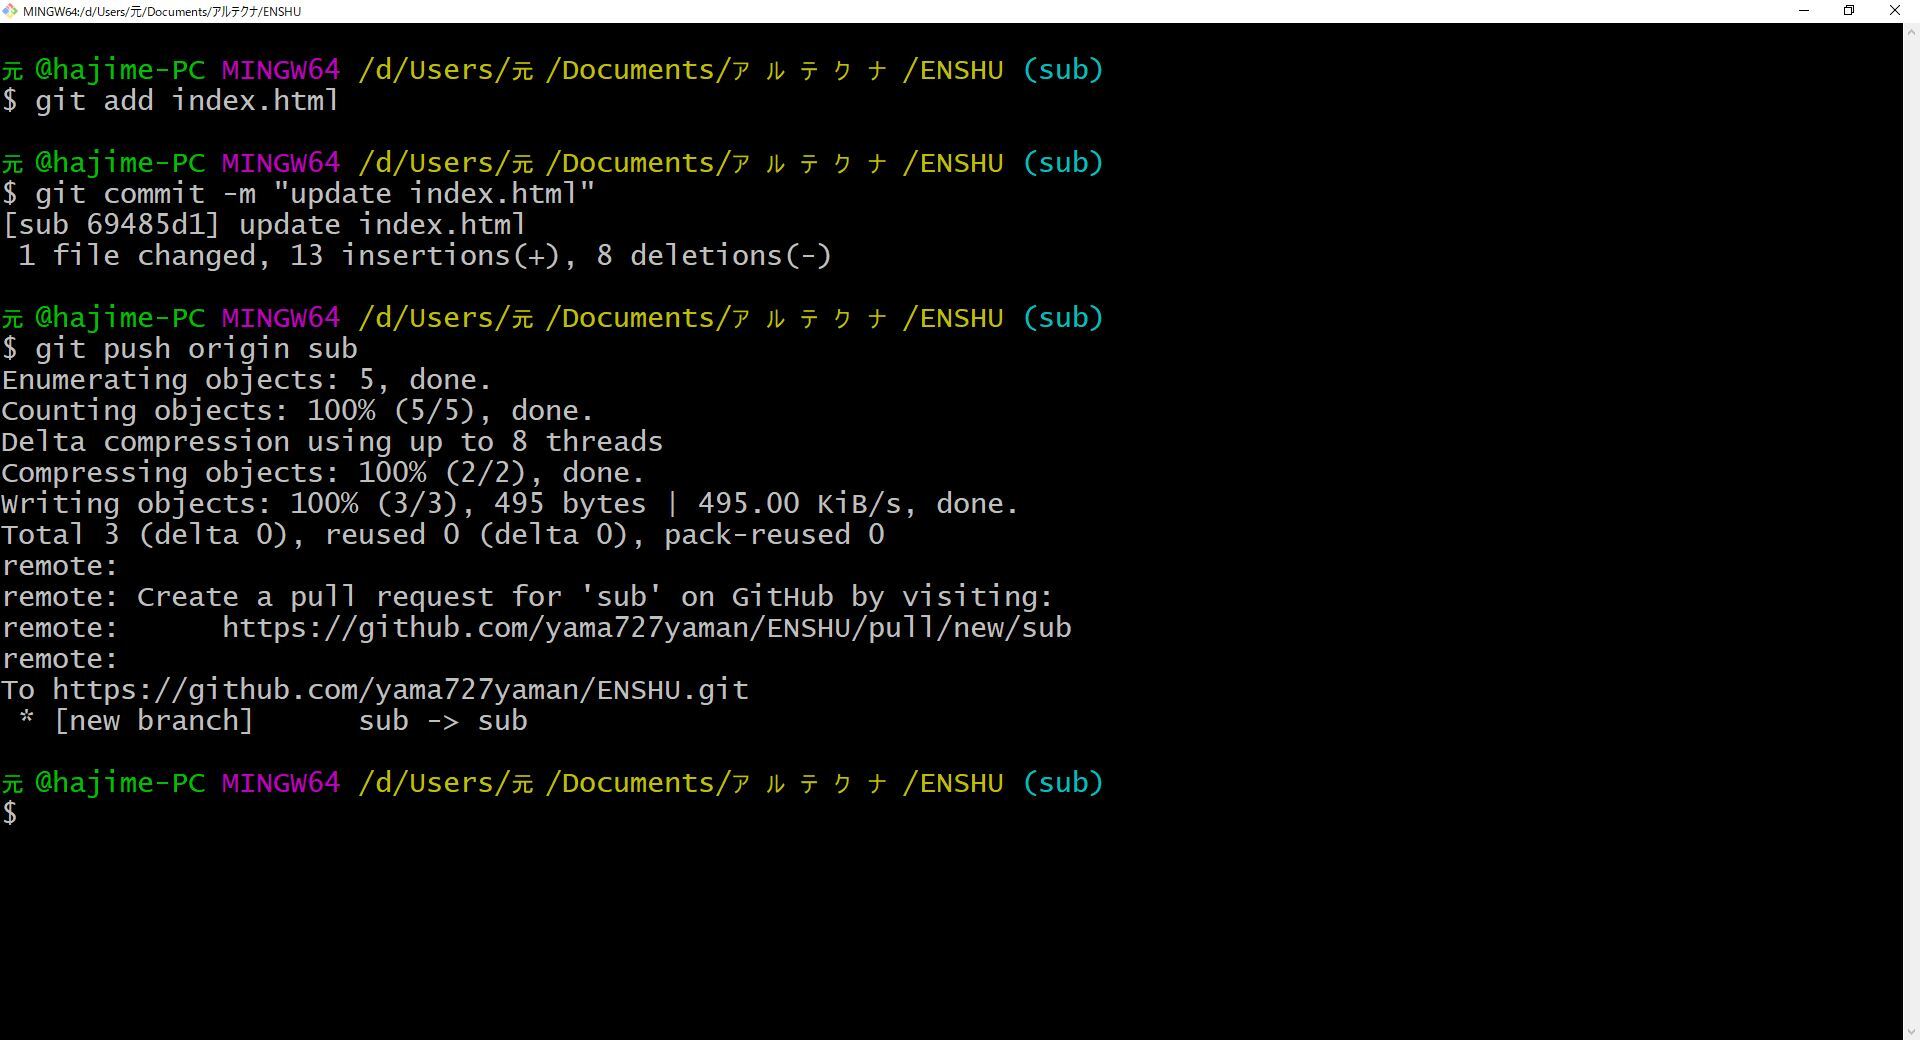 MINGW64:/d/Users/元/Documents/アルテクナ/ENSHU
元@hajime-PC MINGW64 /d/Users/元/Documents/アルテクナ/ENSHU (sub)
$ git add index.html
元@hajime-PC MINGW64 /d/Users/元/Documents/アルテクナ/ENSHU (sub)
$ git commit -m "update index.html"
[sub 69485d1] update index.html
1 file changed, 13 insertions(+), 8 deletions(-)
元@hajime-PC MINGW64 /d/Users/元/Documents/アルテクナ/ENSHU (sub)
$ git push origin sub
Enumerating objects: 5, done.
Counting objects: 100% (5/5), done.
Delta compression using up to 8 threads
Compressing objects: 100% (2/2), done.
Writing objects: 100% (3/3), 495 bytes | 495.00 KiB/s, done.
Total 3 (delta 0), reused 0 (delta 0), pack-reused 0
remote:
remote: Create a pull request for 'sub' on GitHub by visiting:
remote:      https://github.com/yama727yaman/ENSHU/pull/new/sub
remote:
To https://github.com/yama727yaman/ENSHU.git
* [new branch]      sub -> sub
元@hajime-PC MINGW64 /d/Users/元/Documents/アルテクナ/ENSHU (sub)
$